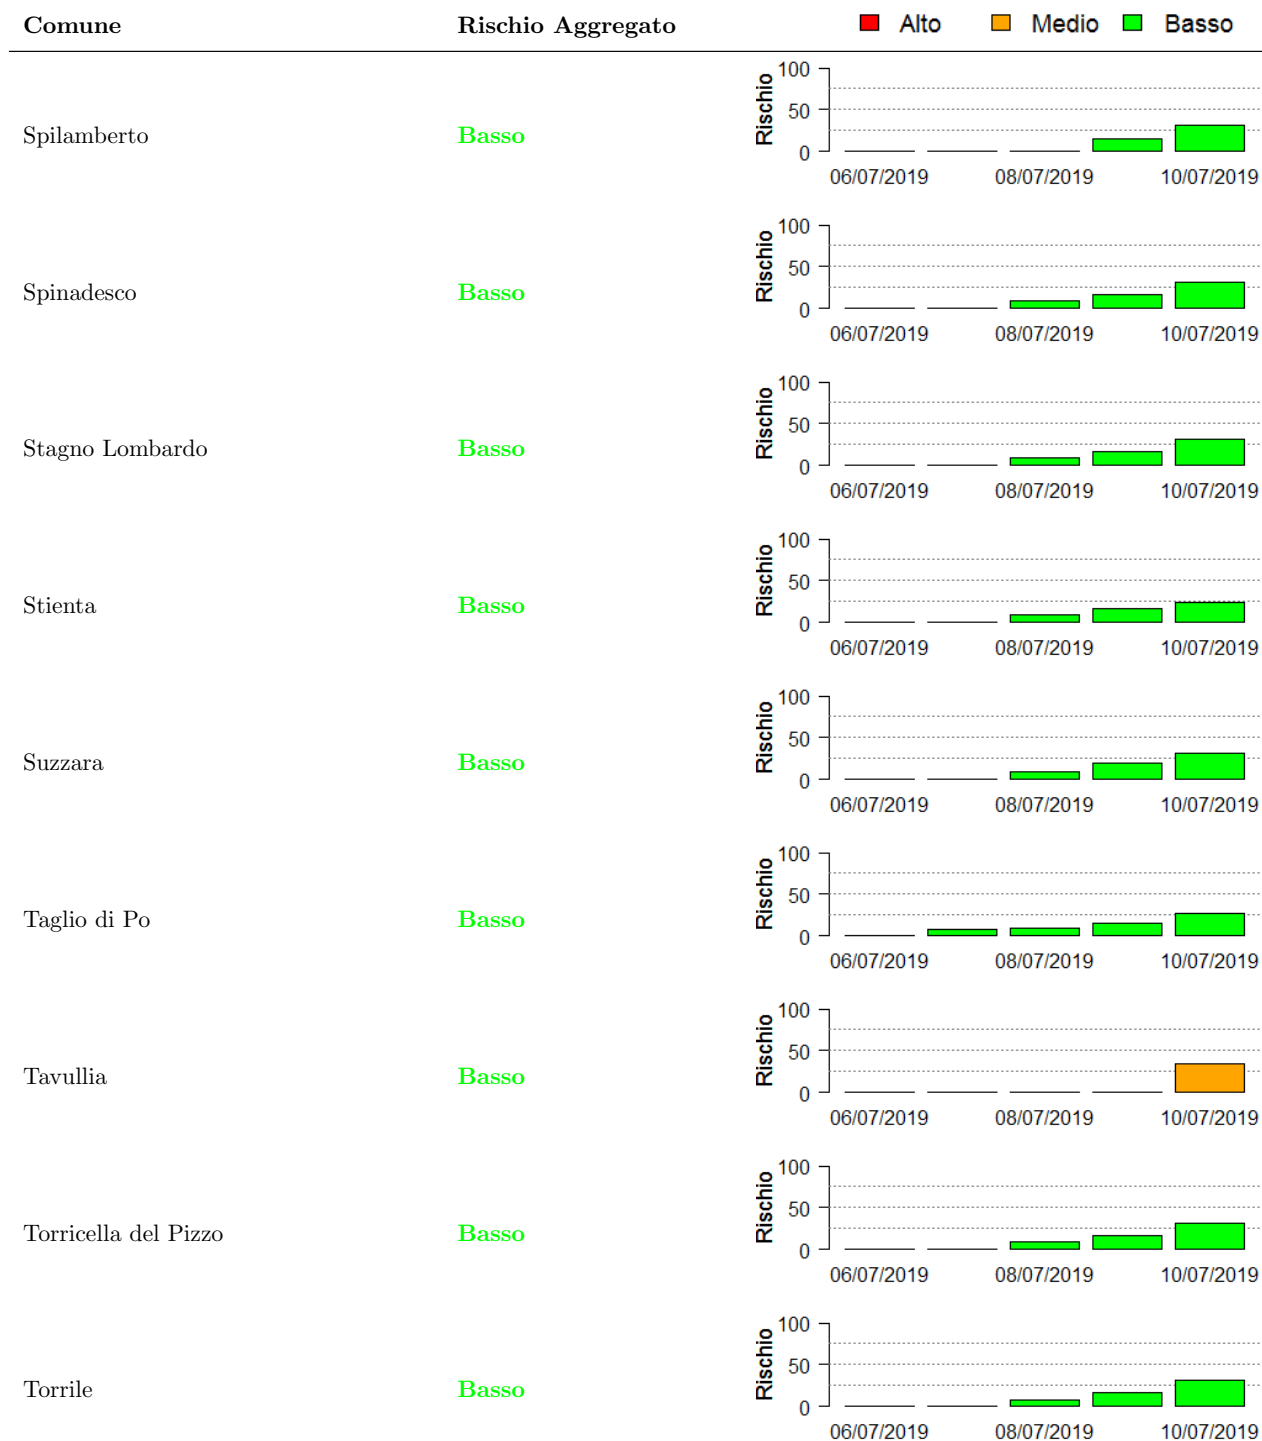 Comune Rischio Aggregato Alto Medio Basso
Spilamberto Basso
Rischio
100
50
0
06/07/2019 08/07/2019 10/07/2019
Spinadesco Basso
Rischio
100
50
0
06/07/2019 08/07/2019 10/07/2019
Stagno Lombardo Basso
Rischio
100
50
0
06/07/2019 08/07/2019 10/07/2019
Stienta Basso
Rischio
100
50
0
06/07/2019 08/07/2019 10/07/2019
Suzzara Basso
Rischio
100
50
0
06/07/2019 08/07/2019 10/07/2019
Taglio di Po Basso
Rischio
100
50
0
06/07/2019 08/07/2019 10/07/2019
Tavullia Basso
Rischio
100
50
0
06/07/2019 08/07/2019 10/07/2019
Torricella del Pizzo Basso
Rischio
100
50
0
06/07/2019 08/07/2019 10/07/2019
Torrile Basso
Rischio
100
50
0
06/07/2019 08/07/2019 10/07/2019